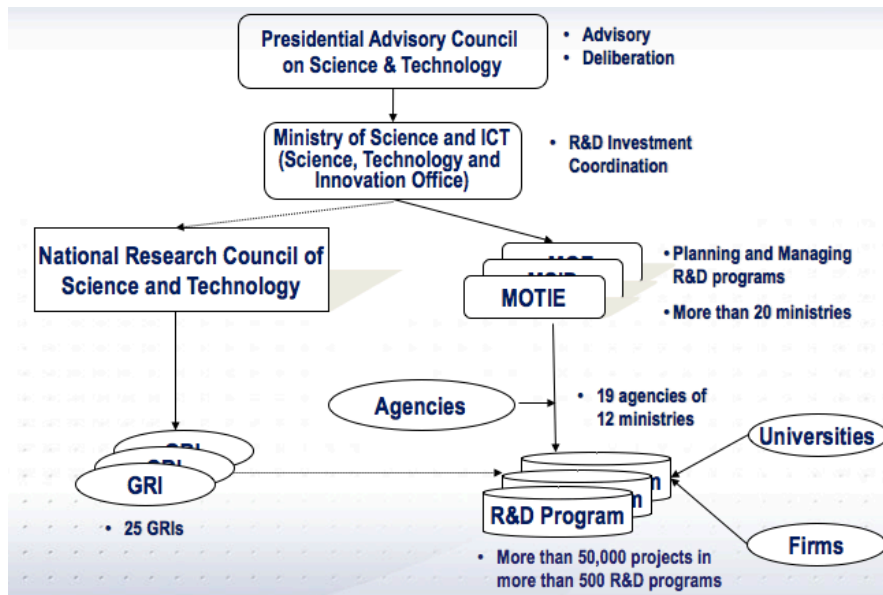 Presidential Advisory Council
on Science & Technology
• Advisory
• Deliberation
Ministry of Science and ICT
(Science, Technology and
Innovation Office)
• R&D Investment
Coordination
National Research Council of
Science and Technology
MOTIE
• Planning and Managing
R&D programs
• More than 20 ministries
Agencies
• 19 agencies of
12 ministries
Universities
GRI
• 25 GRIs
R&D Program
Firms
• More than 50,000 projects in
more than 500 R&D programs